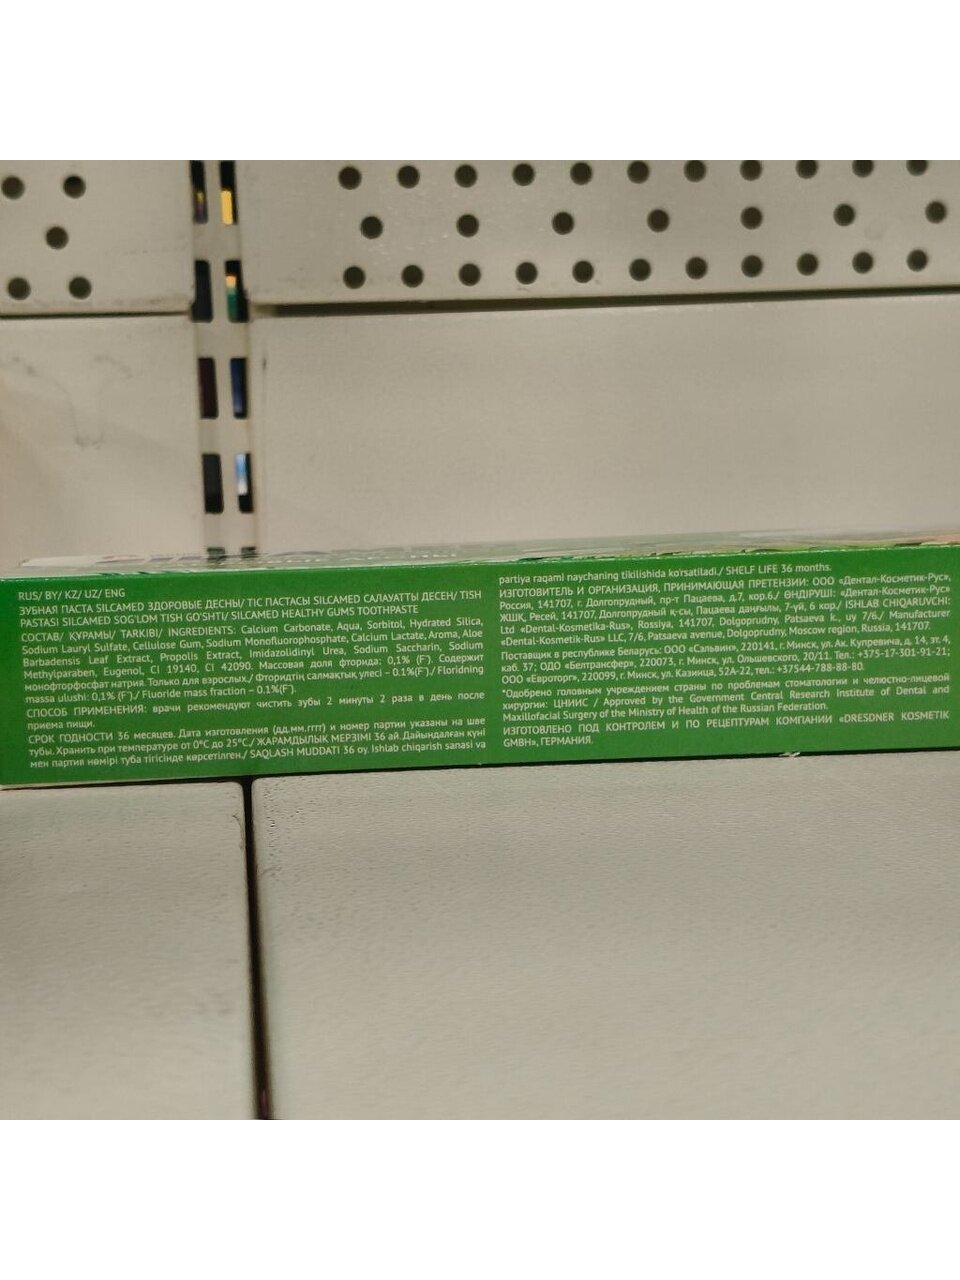 RUS/ BY/ KZ/ UZ/ ENG
ЗУБНАЯ ПАСТА SILCAMED ЗДОРОВЫЕ ДЕСНЫ/ ТІС ПАСТАСЫ SILCAMED САЛАУАТТЫ ДЕСЕН/ TISH
PASTASI SILCAMED SOG'LOM TISH GO'SHTI/ SILCAMED HEALTHY GUMS TOOTHPASTE
СОСТАВ/ ҚҰРАМЫ/ TARKIBI/ INGREDIENTS: Calcium Carbonate, Aqua, Sorbitol, Hydrated Silica,
Sodium Lauryl Sulfate, Cellulose Gum, Sodium Monofluorophosphate, Calcium Lactate, Aroma, Aloe
Barbadensis Leaf Extract, Propolis Extract, Imidazolidinyl Urea, Sodium Saccharin, Sodium
Methylparaben, Eugenol, CI 19140, CI 42090. Массовая доля фторида: 0,1% (F⁻). Содержит
монофторфосфат натрия. Только для взрослых./ Фторидтің салмақтық үлесі – 0.1%(F⁻)/ Floridning
massa ulushi: 0,1% (F⁻)./ Fluoride mass fraction – 0.1%(F⁻).
СПОСОБ ПРИМЕНЕНИЯ: врачи рекомендуют чистить зубы 2 минуты 2 раза в день после
приема пищи.
СРОК ГОДНОСТИ 36 месяцев. Дата изготовления (дд.мм.гггг) и номер партии указаны на шве
тубы. Хранить при температуре от 0°С до 25°С./ ЖАРАМДЫЛЫҚ МЕРЗІМІ 36 ай. Дайындалған күні
мен партия нөмірі туба тігісінде көрсетілген./ SAQLASH MUDDATI 36 oy. Ishlab chiqarish sanasi va
partiya raqami naychaning tikilishida ko'rsatiladi./ SHELF LIFE 36 months.
ИЗГОТОВИТЕЛЬ И ОРГАНИЗАЦИЯ, ПРИНИМАЮЩАЯ ПРЕТЕНЗИИ: ООО «Дентал-Косметик-Рус»,
Россия, 141707, г. Долгопрудный, пр-т Пацаева, д.7, кор.6./ ӨНДІРУШІ: «Дентал-Косметик-Рус»
ЖШҚ, Ресей, 141707, Долгопрудный қ-сы, Пацаева даңғылы, 7-үй, 6 кор./ ISHLAB CHIQARUVCHI:
Ltd «Dental-Kosmetika-Rus», Rossiya, 141707, Dolgoprudny, Patsaeva k., uy 7/6./ Manufacturer
«Dental-Kosmetik-Rus» LLC, 7/6, Patsaeva avenue, Dolgoprudny, Moscow region, Russia, 141707.
Поставщик в республику Беларусь: ООО «Сальвин», 220141, г. Минск, ул. Ак. Купревича, д. 14, эт. 4,
каб. 37; ОДО «Белтрансфер», 220073, г. Минск, ул. Ольшевского, 20/11. Тел.: +375-17-301-91-21;
ООО «Евроторг», 220099, г. Минск, ул. Казинца, 52А-22, тел.: +37544-788-88-80.
*Одобрено головным учреждением страны по проблемам стоматологии и челюстно-лицевой
хирургии: ЦНИИС / Approved by the Government Central Research Institute of Dental and
Maxillofacial Surgery of the Ministry of Health of the Russian Federation.
ИЗГОТОВЛЕНО ПОД КОНТРОЛЕМ И ПО РЕЦЕПТУРАМ КОМПАНИИ «DRESDNER KOSMETIK
GMBH», ГЕРМАНИЯ.